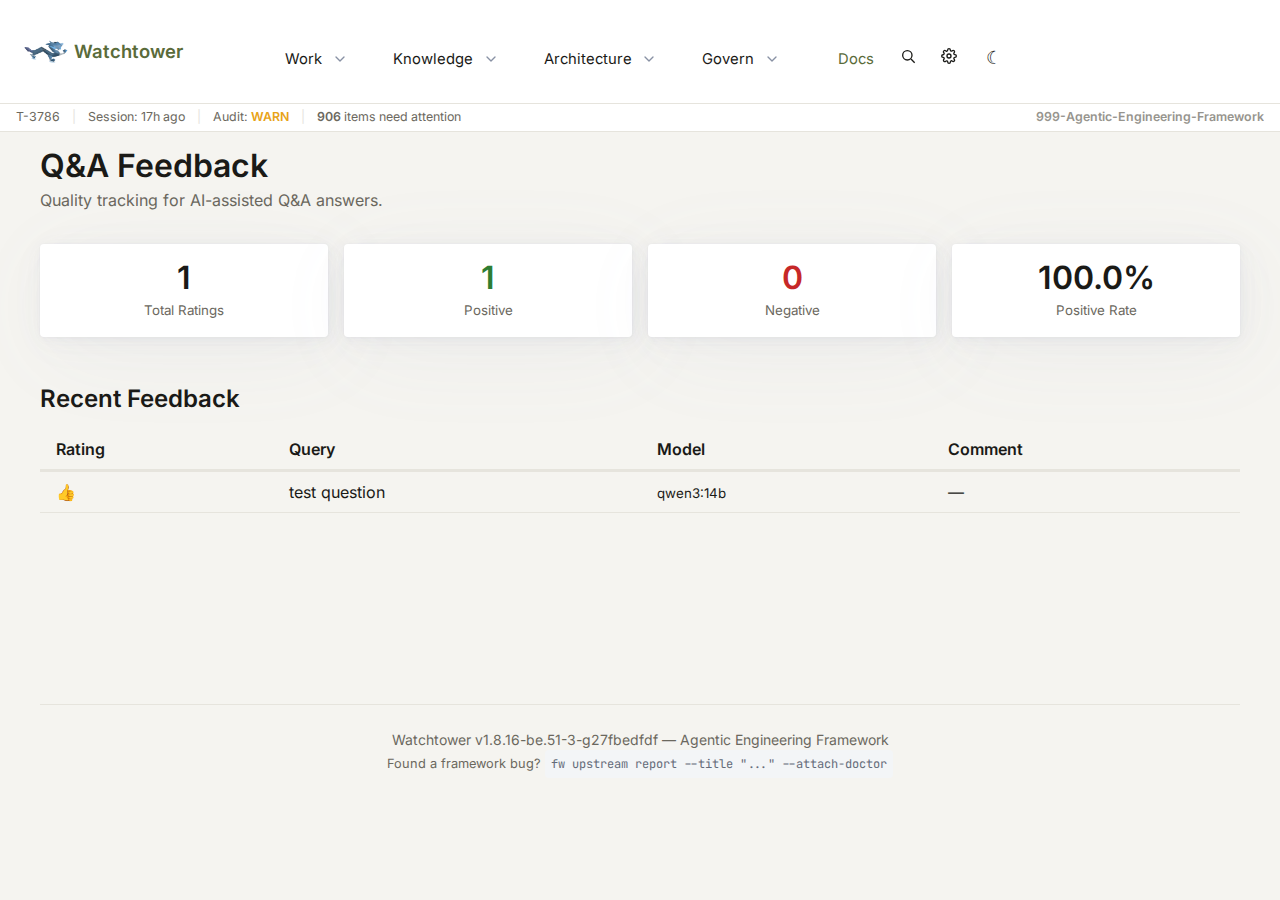 Watchtower
Work Knowledge Architecture Govern Docs
T-3786 Session: 17h ago Audit: WARN 906 items need attention 999-Agentic-Engineering-Framework
Q&A Feedback
Quality tracking for AI-assisted Q&A answers.
1 1 0 100.0%
Total Ratings Positive Negative Positive Rate
Recent Feedback
Rating Query Model Comment
👍 test question qwen3:14b —
Watchtower v1.8.16-be.51-3-g27fbedfdf — Agentic Engineering Framework
Found a framework bug? fw upstream report --title "..." --attach-doctor